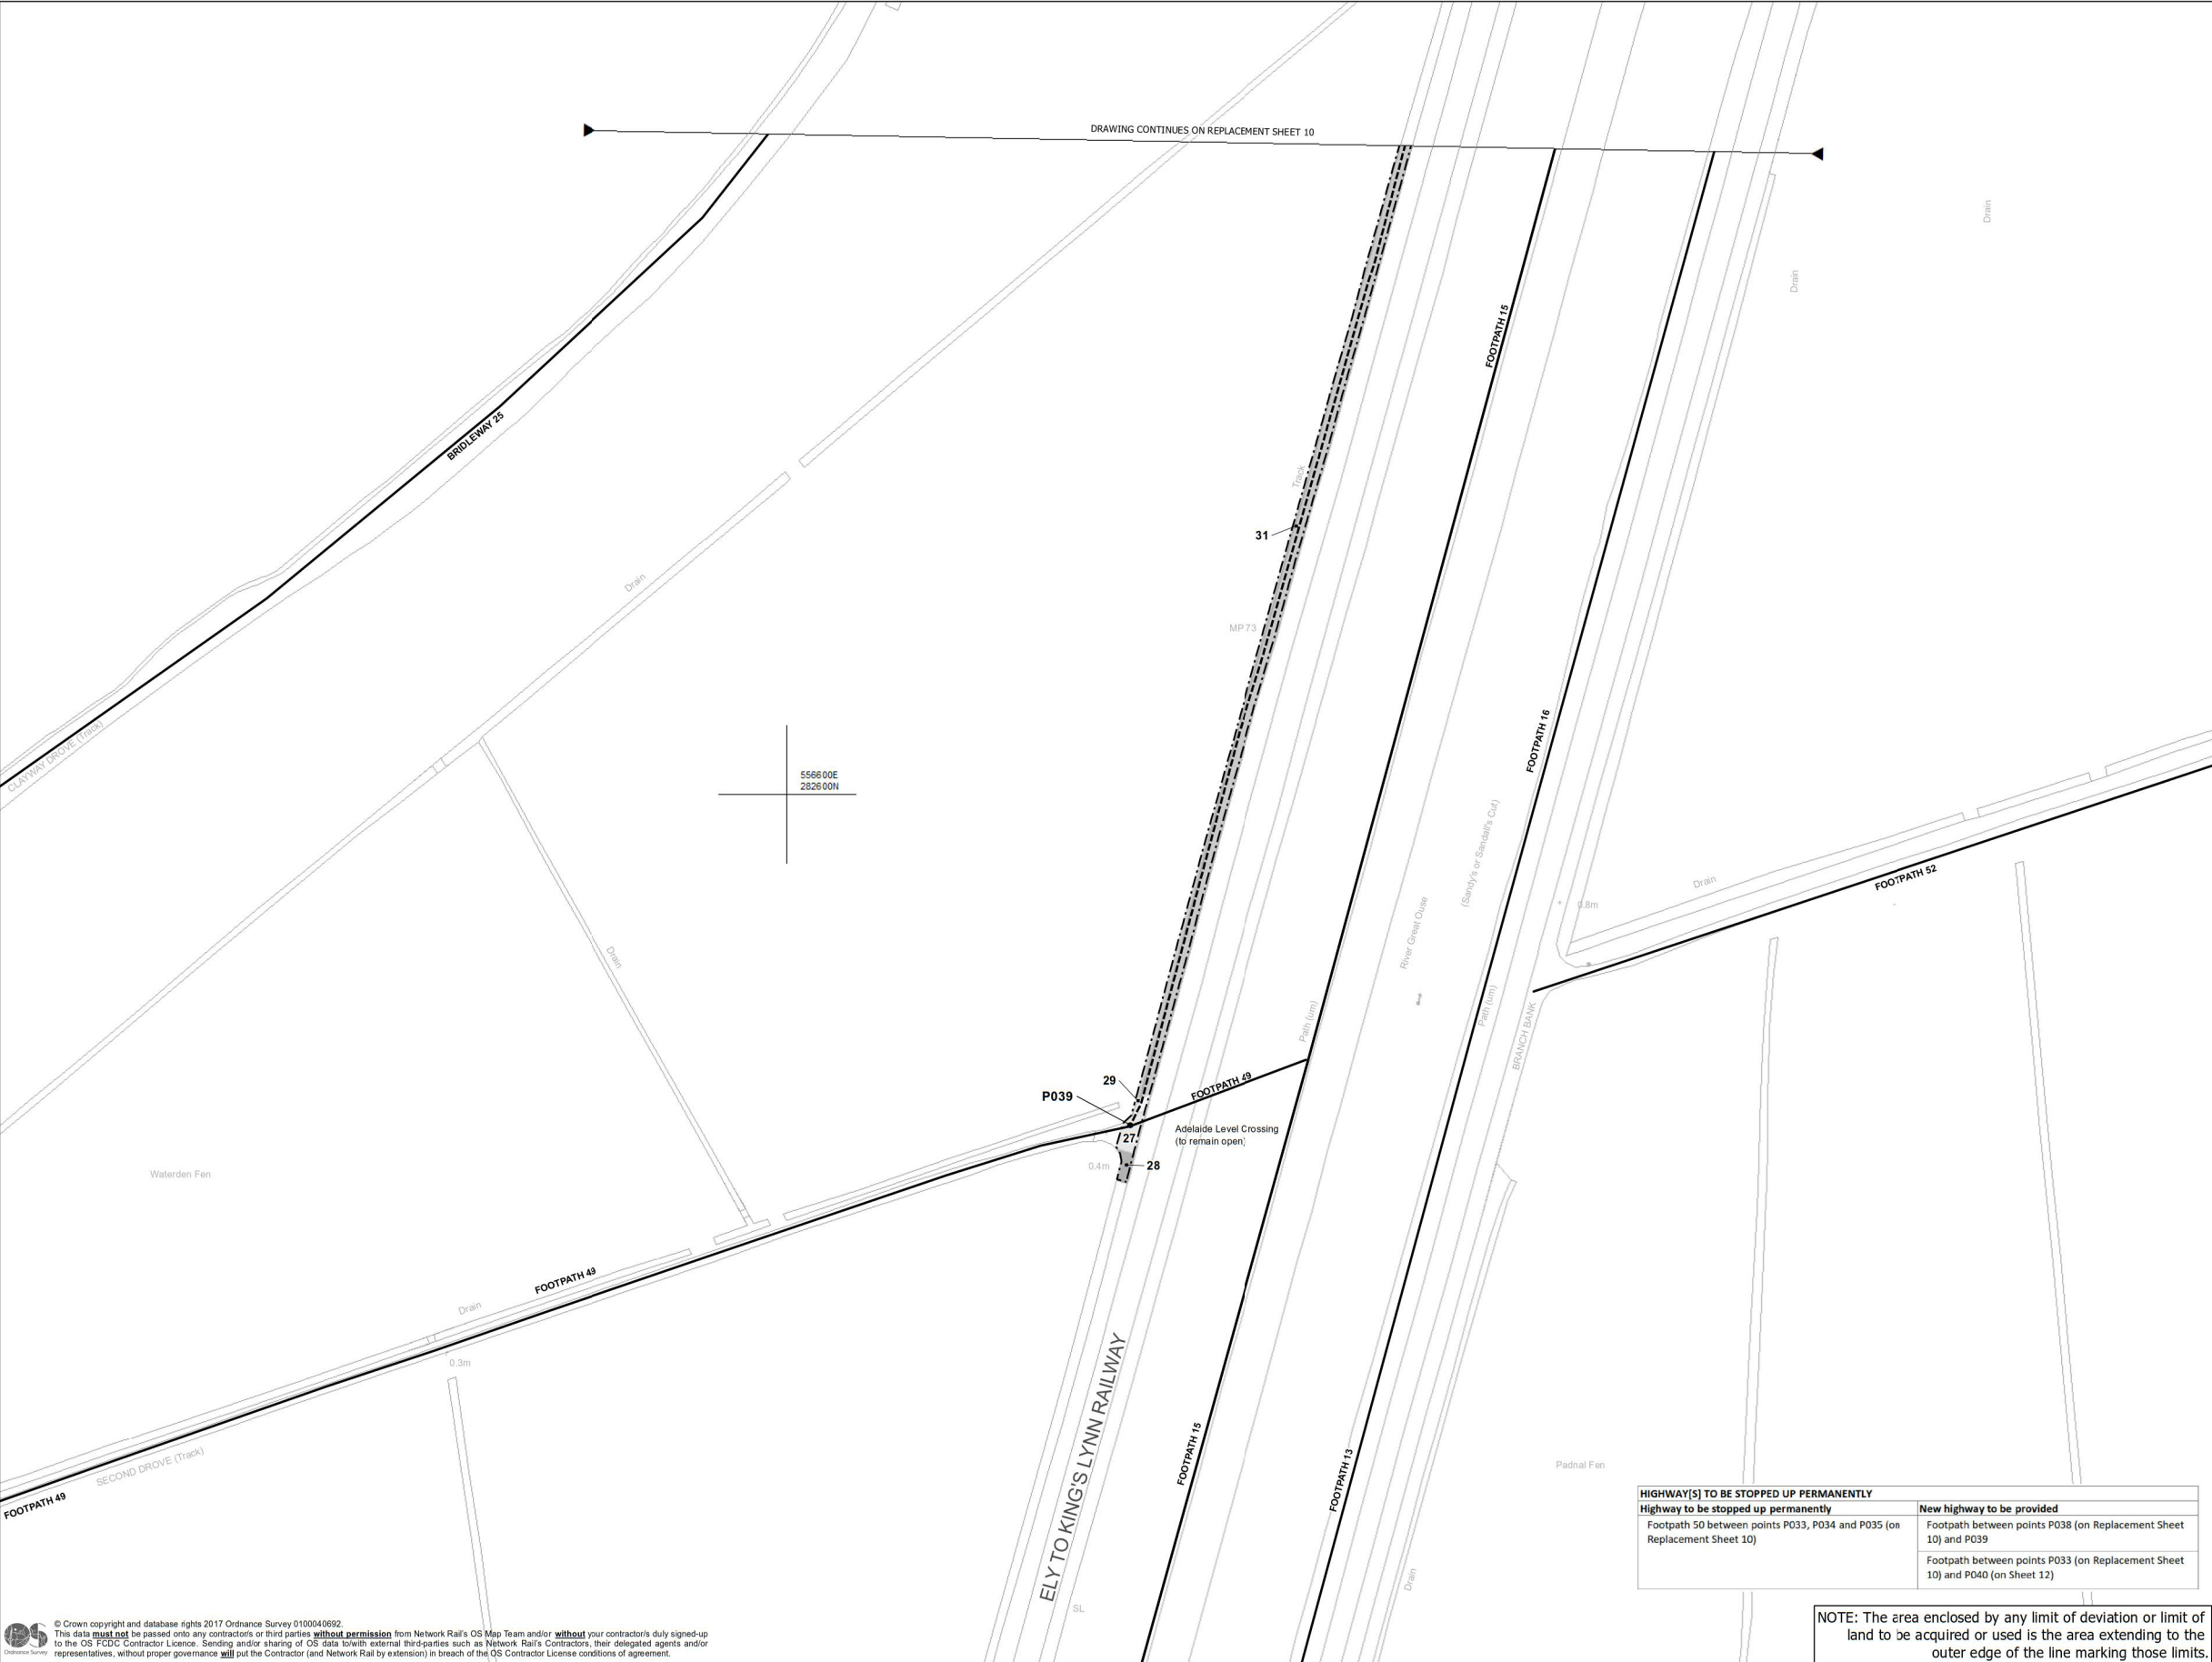 DRAWING CONTINUES ON REPLACEMENT SHEET 10
Drain
Drain
FOOTPATH 15
BRIDLEWAY 25
Track
31
Drain
MP 73
FOOTPATH 16
CLAYWAY DROVE (Track)
556600E
282600N
(Sandy's or Sandall's Cut)
Drain
FOOTPATH 52
0.8m
River Great Ouse
Drain
Path (um)
Path (um)
BRANCH BANK
29
FOOTPATH 49
P039
Adelaide Level Crossing
(to remain open)
27
0.4m
28
Waterden Fen
FOOTPATH 49
Drain
0.3m
ELY TO KING'S LYNN RAILWAY
FOOTPATH 15
FOOTPATH 13
SECOND DROVE (Track)
FOOTPATH 49
Padnal Fen
Drain
SL
HIGHWAY[S] TO BE STOPPED UP PERMANENTLY
Highway to be stopped up permanently
New highway to be provided
Footpath 50 between points P033, P034 and P035 (on
Replacement Sheet 10)
Footpath between points P038 (on Replacement Sheet
10) and P039
Footpath between points P033 (on Replacement Sheet
10) and P040 (on Sheet 12)
NOTE: The area enclosed by any limit of deviation or limit of
land to be acquired or used is the area extending to the
outer edge of the line marking those limits.
OS
Ordnance Survey
© Crown copyright and database rights 2017 Ordnance Survey 0100040692.
This data must not be passed onto any contractor/s or third parties without permission from Network Rail's OS Map Team and/or without your contractor/s duly signed-up
to the OS FCDC Contractor Licence. Sending and/or sharing of OS data to/with external third-parties such as Network Rail's Contractors, their delegated agents and/or
representatives, without proper governance will put the Contractor (and Network Rail by extension) in breach of the OS Contractor License conditions of agreement.